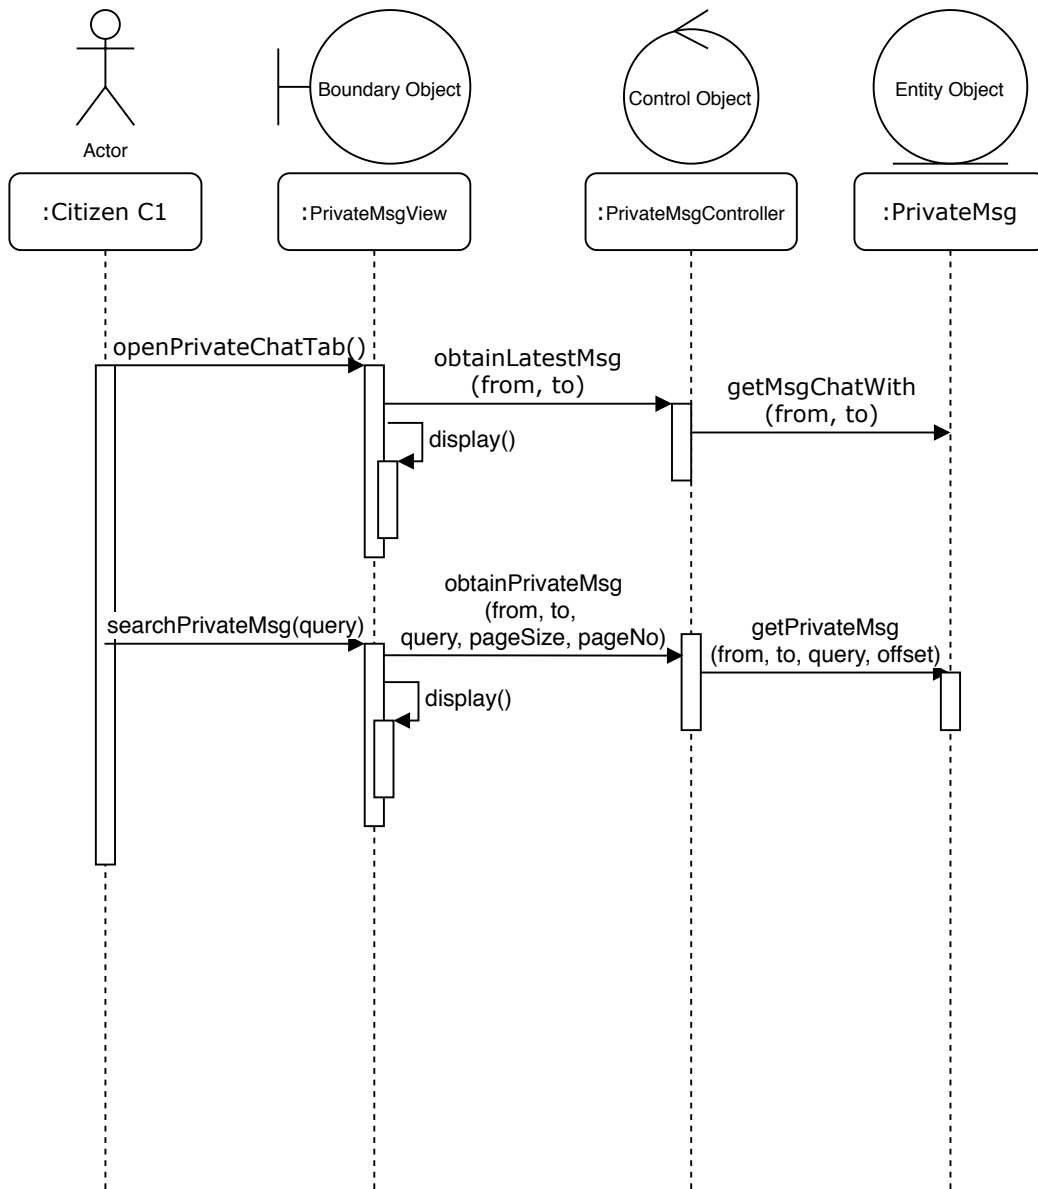 Boundary Object
Control Object
Entity Object
Actor
:Citizen C1
:PrivateMsgView
:PrivateMsgController
:PrivateMsg
openPrivateChatTab()
obtainLatestMsg
(from, to)
getMsgChatWith
(from, to)
display()
obtainPrivateMsg
(from, to,
query, pageSize, pageNo)
searchPrivateMsg(query)
getPrivateMsg
(from, to, query, offset)
display()